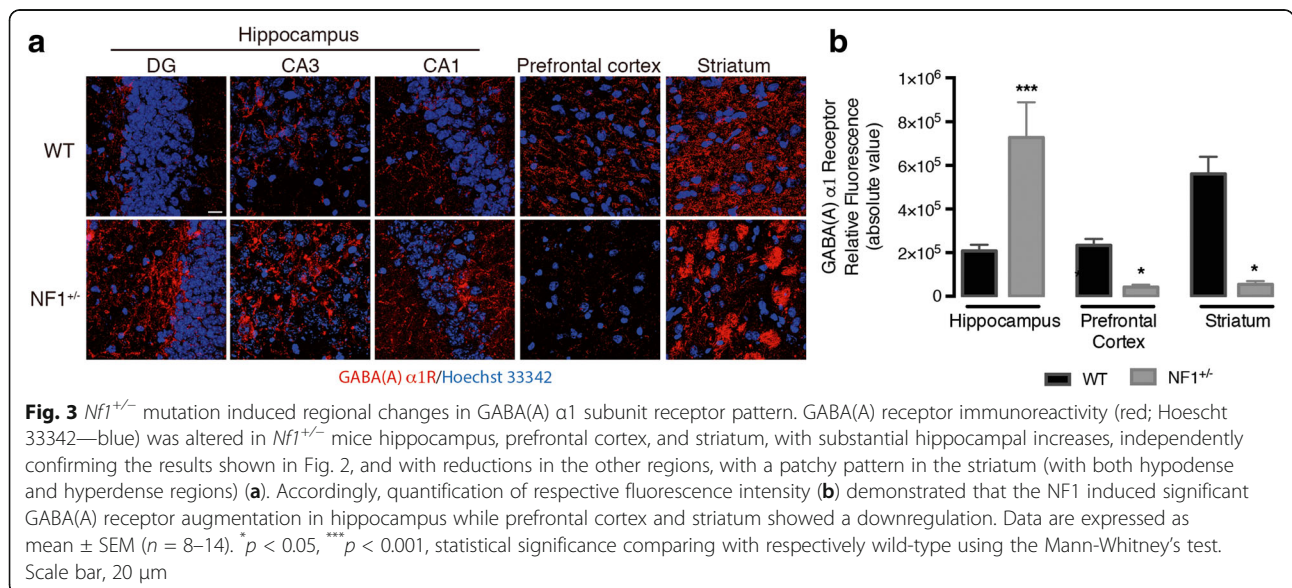 a
Hippocampus
DG CA3 CA1 Prefrontal cortex Striatum
WT
NF1+/-
GABA(A) α1R/Hoechst 33342
b
GABA(A) α1 Receptor
Relative Fluorescence
(absolute value)
1×10⁶
8×10⁵
6×10⁵
4×10⁵
2×10⁵
0
***
*
*
*
Hippocampus
Prefrontal
Cortex
Striatum
WT NF1+/-
Fig. 3 Nf1+/− mutation induced regional changes in GABA(A) α1 subunit receptor pattern. GABA(A) receptor immunoreactivity (red; Hoescht
33342—blue) was altered in Nf1+/− mice hippocampus, prefrontal cortex, and striatum, with substantial hippocampal increases, independently
confirming the results shown in Fig. 2, and with reductions in the other regions, with a patchy pattern in the striatum (with both hypodense
and hyperdense regions) (a). Accordingly, quantification of respective fluorescence intensity (b) demonstrated that the NF1 induced significant
GABA(A) receptor augmentation in hippocampus while prefrontal cortex and striatum showed a downregulation. Data are expressed as
mean ± SEM (n = 8–14). *p < 0.05, ***p < 0.001, statistical significance comparing with respectively wild-type using the Mann-Whitney’s test.
Scale bar, 20 μm